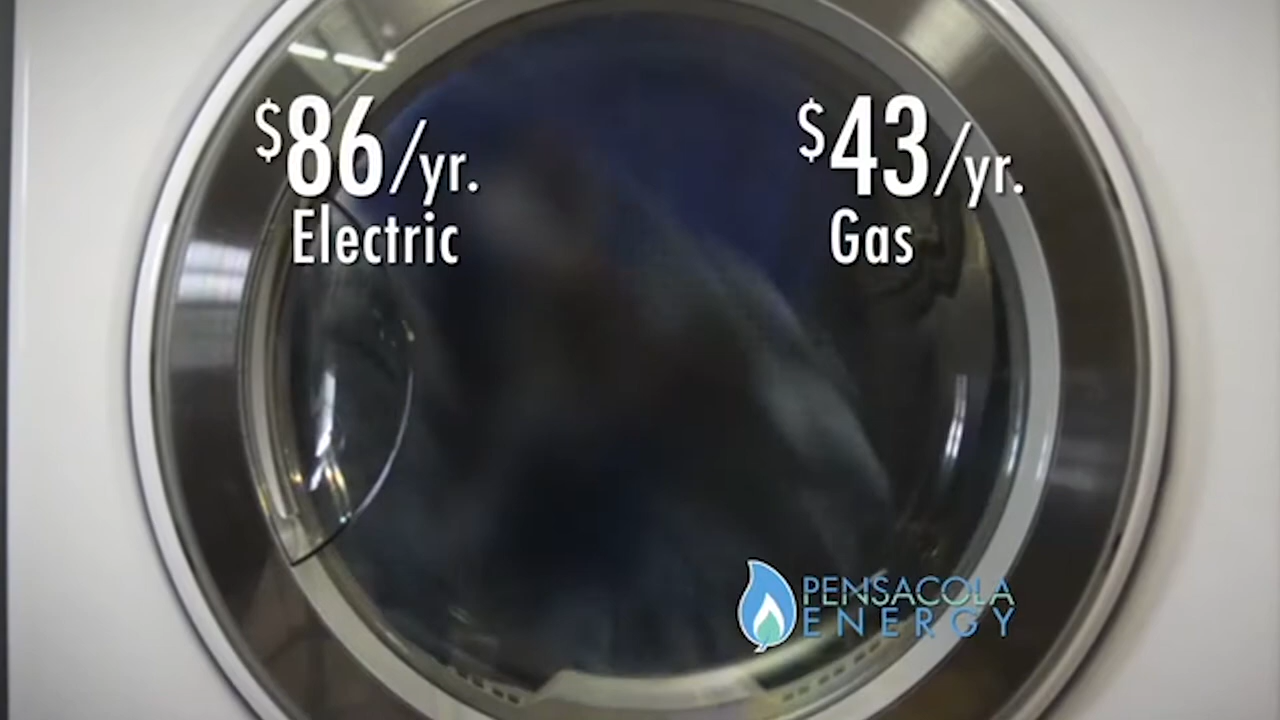 $86/yr.
Electric
$43/yr.
Gas
PENSACOLA
ENERGY